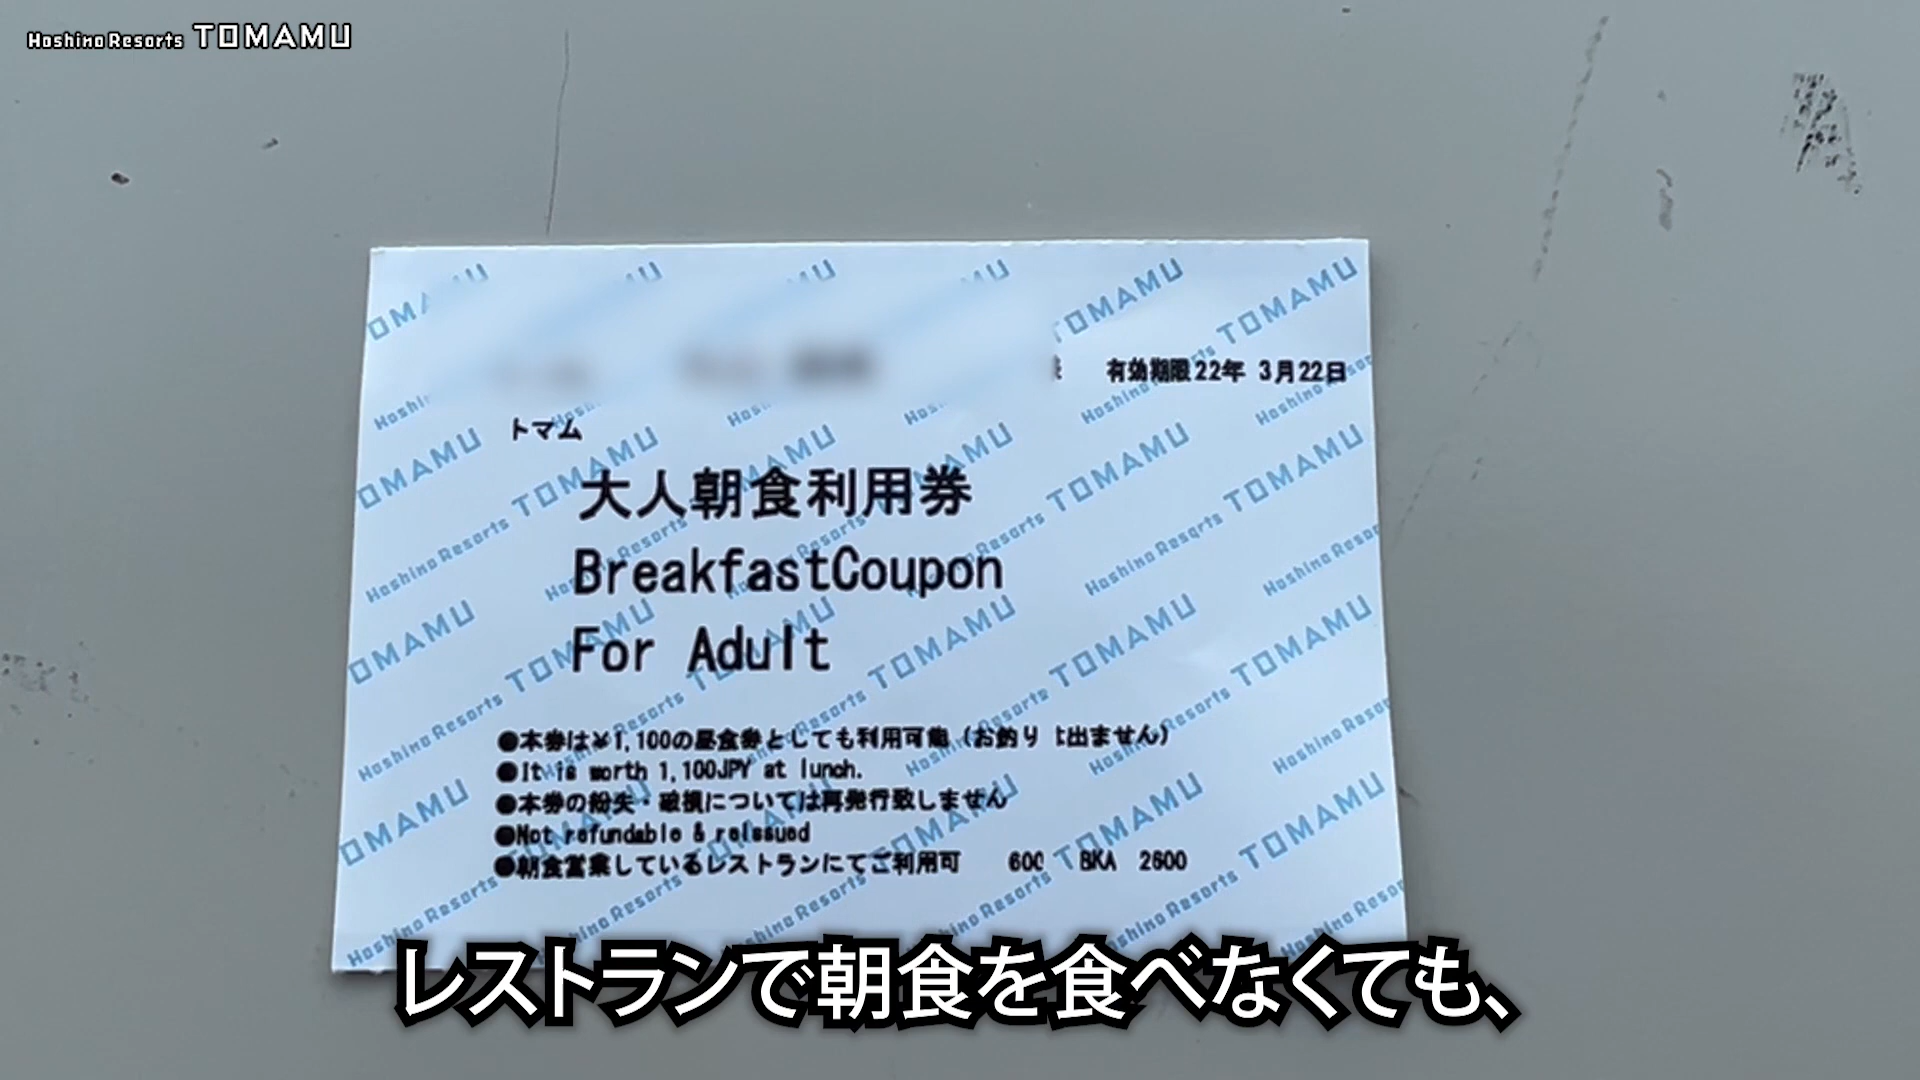 Hoshino Resorts TOMAMU
有効期限22年 3月22日
トマム
大人朝食利用券
BreakfastCoupon
For Adult
●本券は¥1,100の昼食券としても利用可能(お釣り 出ません)
●It is worth 1,100JPY at lunch.
●本券の紛失・破損については再発行致しません
●Not refundable & reissued
●朝食営業しているレストランにてご利用可 600 BKA 2600
レストランで朝食を食べなくても、